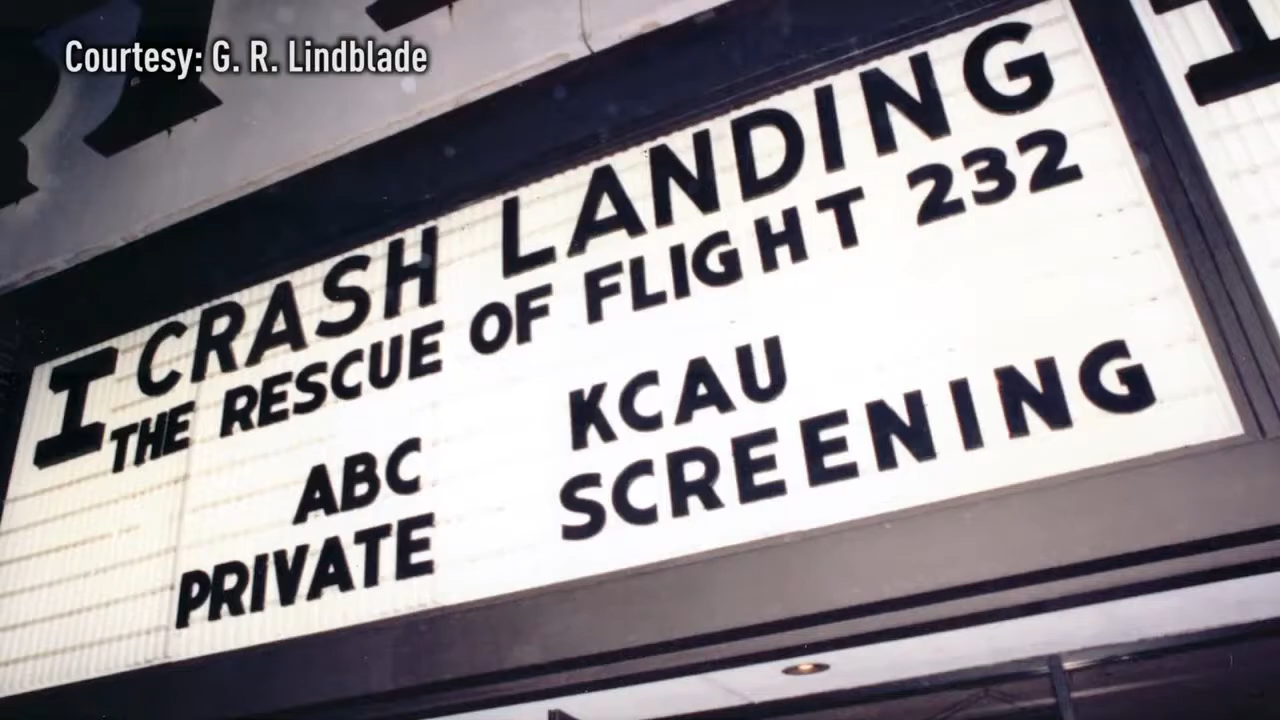 Courtesy: G. R. Lindblade
I CRASH LANDING
THE RESCUE OF FLIGHT 232
ABC KCAU
PRIVATE SCREENING